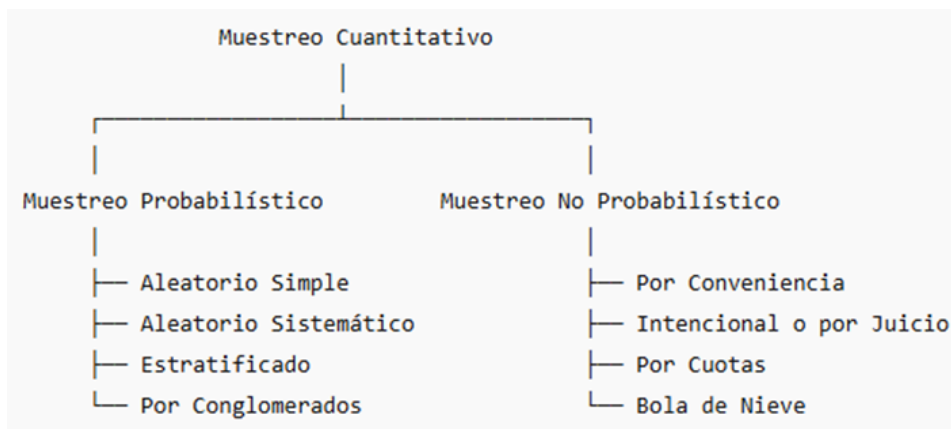 Muestreo Cuantitativo
Muestreo Probabilístico
Aleatorio Simple
Aleatorio Sistemático
Estratificado
Por Conglomerados
Muestreo No Probabilístico
Por Conveniencia
Intencional o por Juicio
Por Cuotas
Bola de Nieve